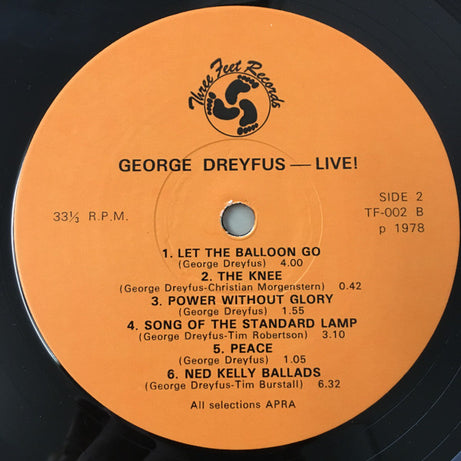 Three Feet Records
GEORGE DREYFUS — LIVE!
33⅓ R.P.M.
SIDE 2
TF-002 B
p 1978
1. LET THE BALLOON GO
(George Dreyfus) 4.00
2. THE KNEE
(George Dreyfus-Christian Morgenstern) 0.42
3. POWER WITHOUT GLORY
(George Dreyfus) 1.55
4. SONG OF THE STANDARD LAMP
(George Dreyfus-Tim Robertson) 3.10
5. PEACE
(George Dreyfus) 1.05
6. NED KELLY BALLADS
(George Dreyfus-Tim Burstall) 6.32
All selections APRA